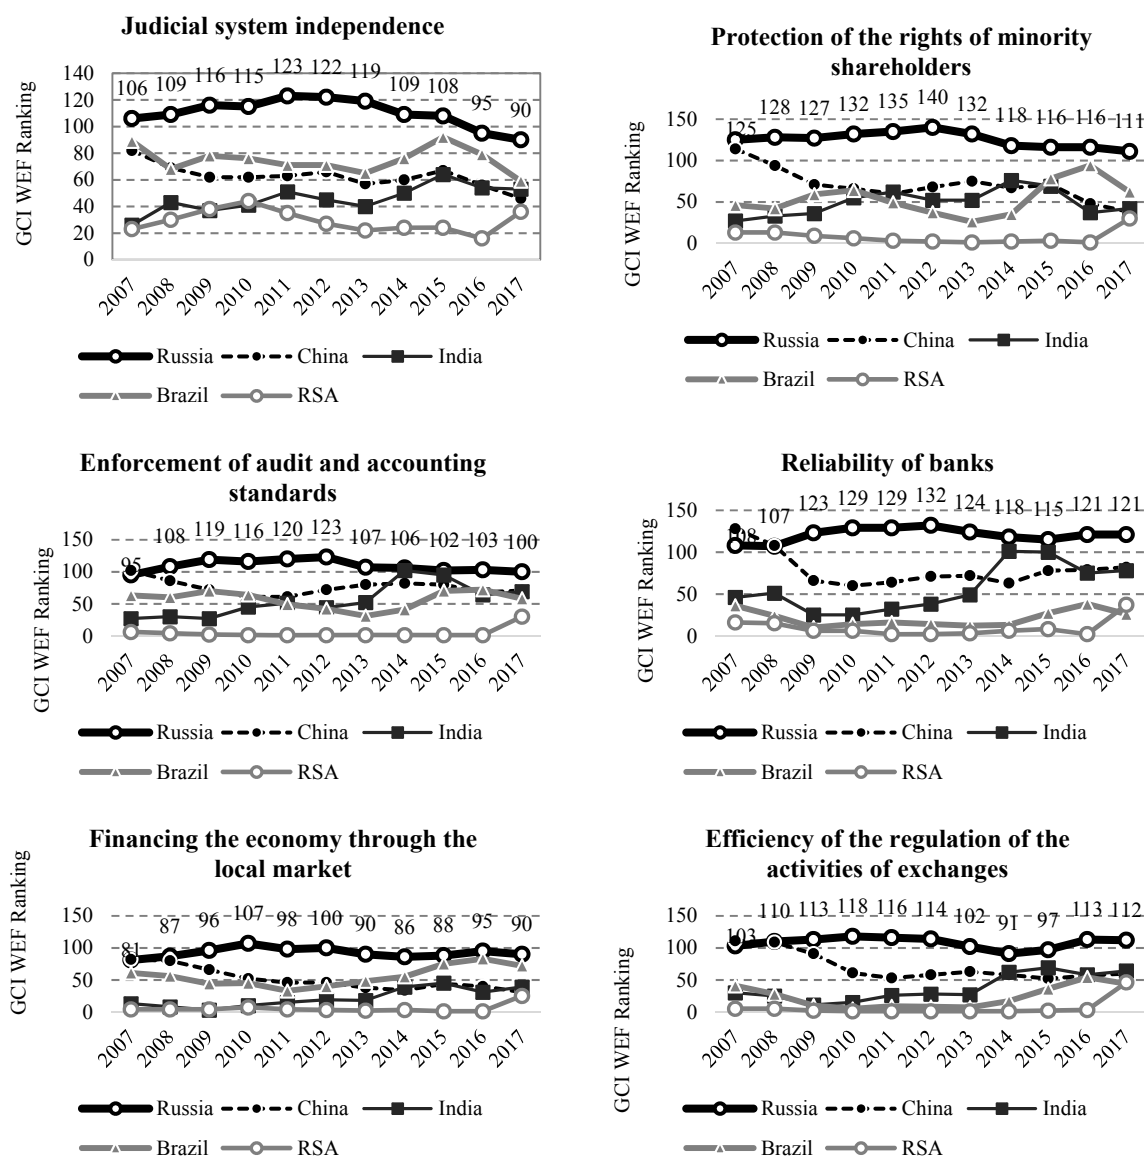 Judicial system independence
GCI WEF Ranking
140
120
100
80
60
40
20
0
106 109 116 115 123 122 119 109 108 95 90
2007 2008 2009 2010 2011 2012 2013 2014 2015 2016 2017
Russia China India
Brazil RSA
Protection of the rights of minority
shareholders
GCI WEF Ranking
150
100
50
0
125 128 127 132 135 140 132 118 116 116 111
2007 2008 2009 2010 2011 2012 2013 2014 2015 2016 2017
Russia China India
Brazil RSA
Enforcement of audit and accounting
standards
GCI WEF Ranking
150
100
50
0
95 108 119 116 120 123 107 106 102 103 100
2007 2008 2009 2010 2011 2012 2013 2014 2015 2016 2017
Russia China India
Brazil RSA
Reliability of banks
GCI WEF Ranking
150
100
50
0
108 107 123 129 129 132 124 118 115 121 121
2007 2008 2009 2010 2011 2012 2013 2014 2015 2016 2017
Russia China India
Brazil RSA
Financing the economy through the
local market
GCI WEF Ranking
150
100
50
0
81 87 96 107 98 100 90 86 88 95 90
2007 2008 2009 2010 2011 2012 2013 2014 2015 2016 2017
Russia China India
Brazil RSA
Efficiency of the regulation of the
activities of exchanges
GCI WEF Ranking
150
100
50
0
103 110 113 118 116 114 102 91 97 113 112
2007 2008 2009 2010 2011 2012 2013 2014 2015 2016 2017
Russia China India
Brazil RSA